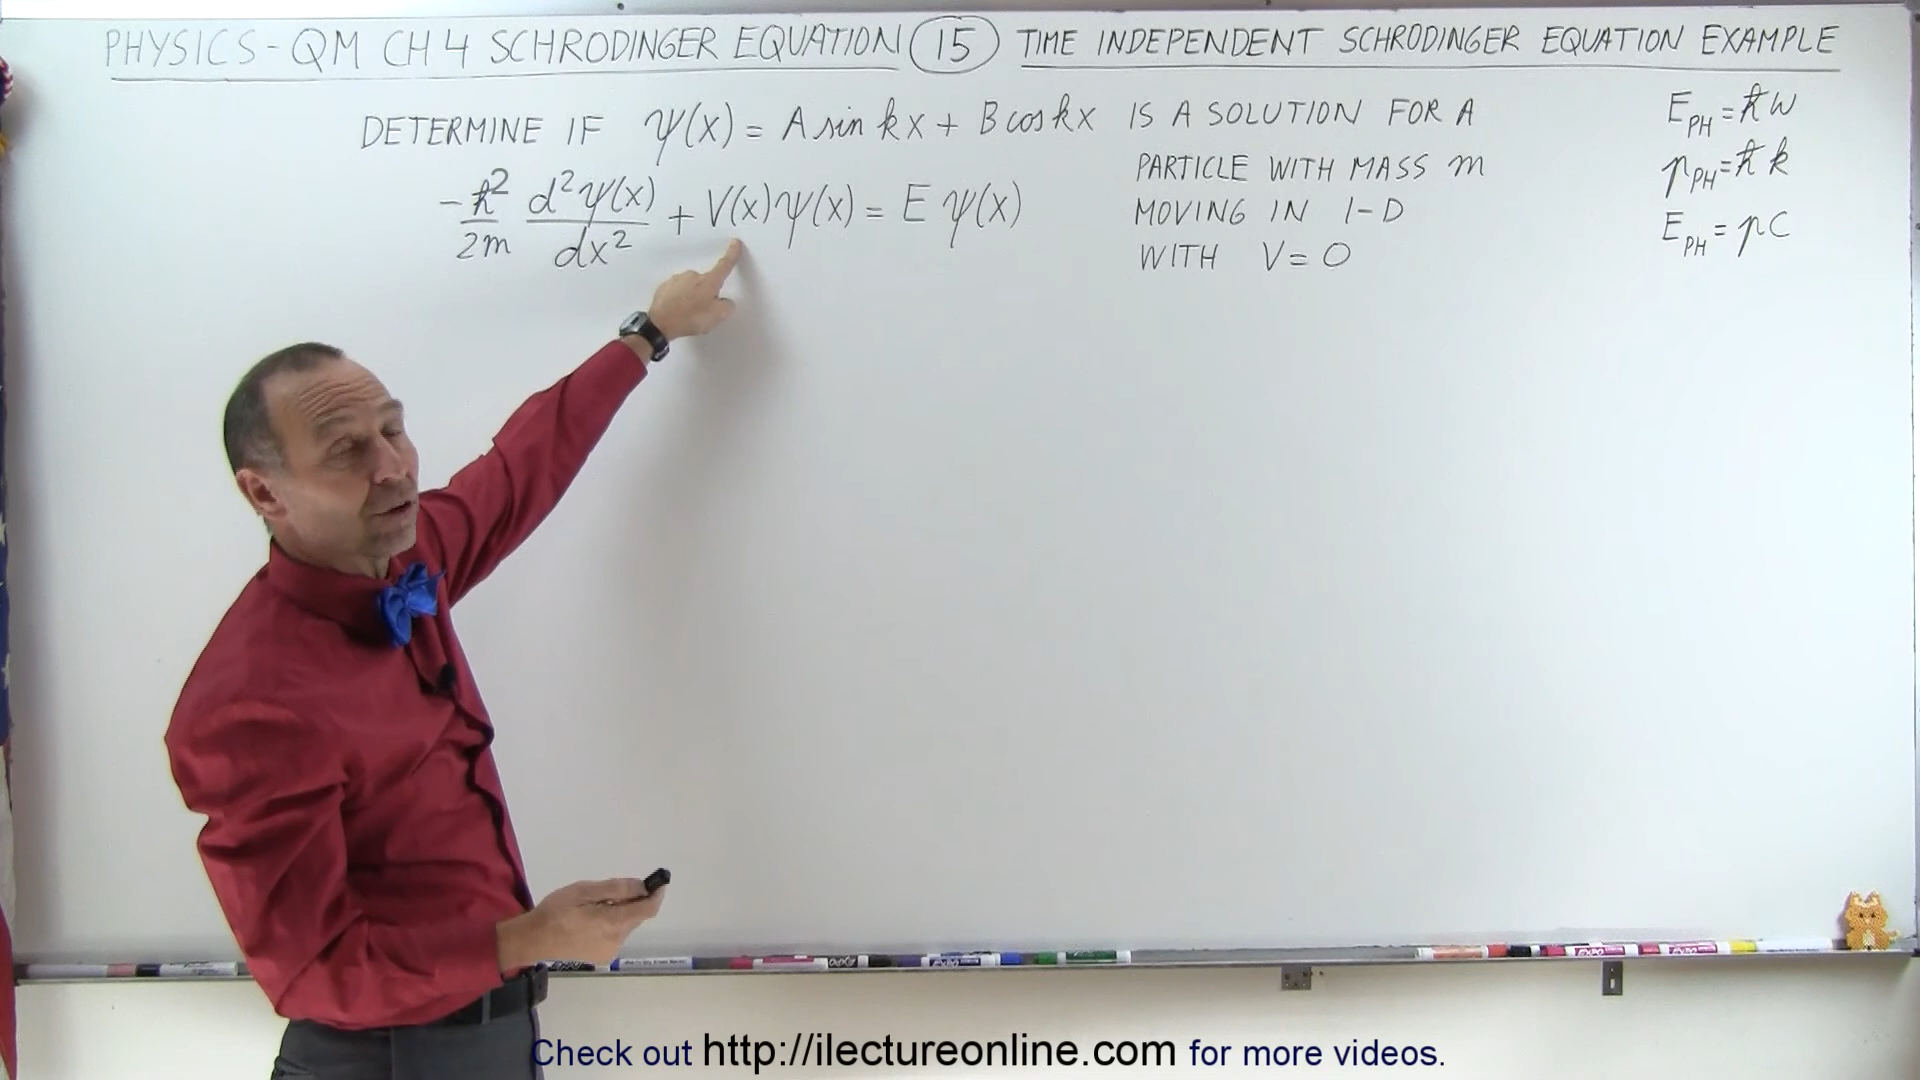 PHYSICS - QM CH 4 SCHRODINGER EQUATION 15 TIME INDEPENDENT SCHRODINGER EQUATION EXAMPLE
DETERMINE IF ψ(x) = A sin kx + B cos kx IS A SOLUTION FOR A
PARTICLE WITH MASS m
MOVING IN 1-D
WITH V = 0
-ℏ²/2m d²ψ(x)/dx² + V(x)ψ(x) = E ψ(x)
E_PH = ℏω
p_PH = ℏk
E_PH = pc
Check out http://ilectureonline.com for more videos.